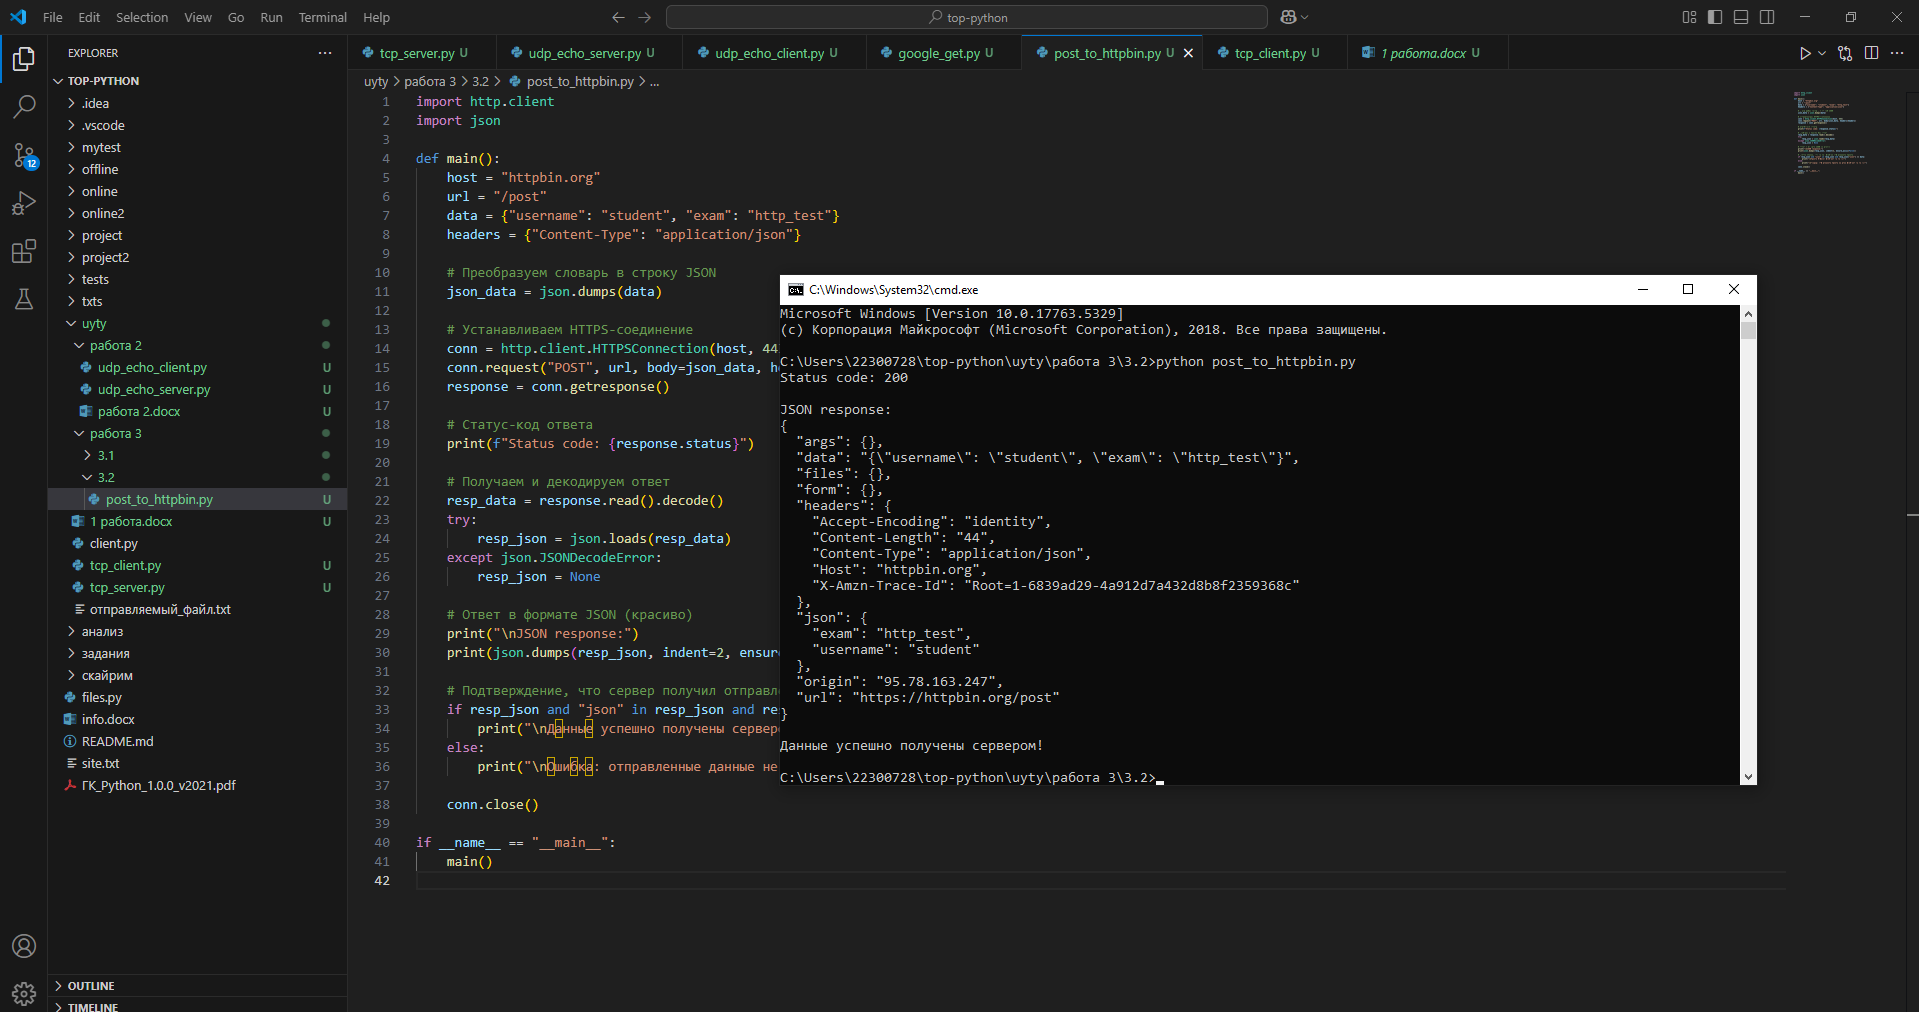 File Edit Selection View Go Run Terminal Help
top-python
EXPLORER
TOP-PYTHON
.idea
.vscode
mytest
offline
online
online2
project
project2
tests
txts
uyty
работа 2
udp_echo_client.py U
udp_echo_server.py U
работа 2.docx U
работа 3
3.1
3.2
post_to_httpbin.py U
1 работа.docx U
client.py
tcp_client.py U
tcp_server.py U
отправляемый_файл.txt
анализ
задания
скайрим
files.py
info.docx
README.md
site.txt
ГК_Python_1.0.0_v2021.pdf
OUTLINE
TIMELINE
12
tcp_server.py U
udp_echo_server.py U
udp_echo_client.py U
google_get.py U
post_to_httpbin.py U
tcp_client.py U
1 работа.docx U
uyty > работа 3 > 3.2 > post_to_httpbin.py > ...
1 import http.client
2 import json
3
4 def main():
5 host = "httpbin.org"
6 url = "/post"
7 data = {"username": "student", "exam": "http_test"}
8 headers = {"Content-Type": "application/json"}
9
10 # Преобразуем словарь в строку JSON
11 json_data = json.dumps(data)
12
13 # Устанавливаем HTTPS-соединение
14 conn = http.client.HTTPSConnection(host, 44
15 conn.request("POST", url, body=json_data, h
16 response = conn.getresponse()
17
18 # Статус-код ответа
19 print(f"Status code: {response.status}")
20
21 # Получаем и декодируем ответ
22 resp_data = response.read().decode()
23 try:
24 resp_json = json.loads(resp_data)
25 except json.JSONDecodeError:
26 resp_json = None
27
28 # Ответ в формате JSON (красиво)
29 print("\nJSON response:")
30 print(json.dumps(resp_json, indent=2, ensur
31
32 # Подтверждение, что сервер получил отправл
33 if resp_json and "json" in resp_json and re
34 print("\nДанные успешно получены сервер
35 else:
36 print("\nОшибка: отправленные данные не
37
38 conn.close()
39
40 if __name__ == "__main__":
41 main()
42
C:\Windows\System32\cmd.exe
Microsoft Windows [Version 10.0.17763.5329]
(c) Корпорация Майкрософт (Microsoft Corporation), 2018. Все права защищены.
C:\Users\22300728\top-python\uyty\работа 3\3.2>python post_to_httpbin.py
Status code: 200
JSON response:
{
"args": {},
"data": "{\"username\": \"student\", \"exam\": \"http_test\"}",
"files": {},
"form": {},
"headers": {
"Accept-Encoding": "identity",
"Content-Length": "44",
"Content-Type": "application/json",
"Host": "httpbin.org",
"X-Amzn-Trace-Id": "Root=1-6839ad29-4a912d7a432d8b8f2359368c"
},
"json": {
"exam": "http_test",
"username": "student"
},
"origin": "95.78.163.247",
"url": "https://httpbin.org/post"
}
Данные успешно получены сервером!
C:\Users\22300728\top-python\uyty\работа 3\3.2>